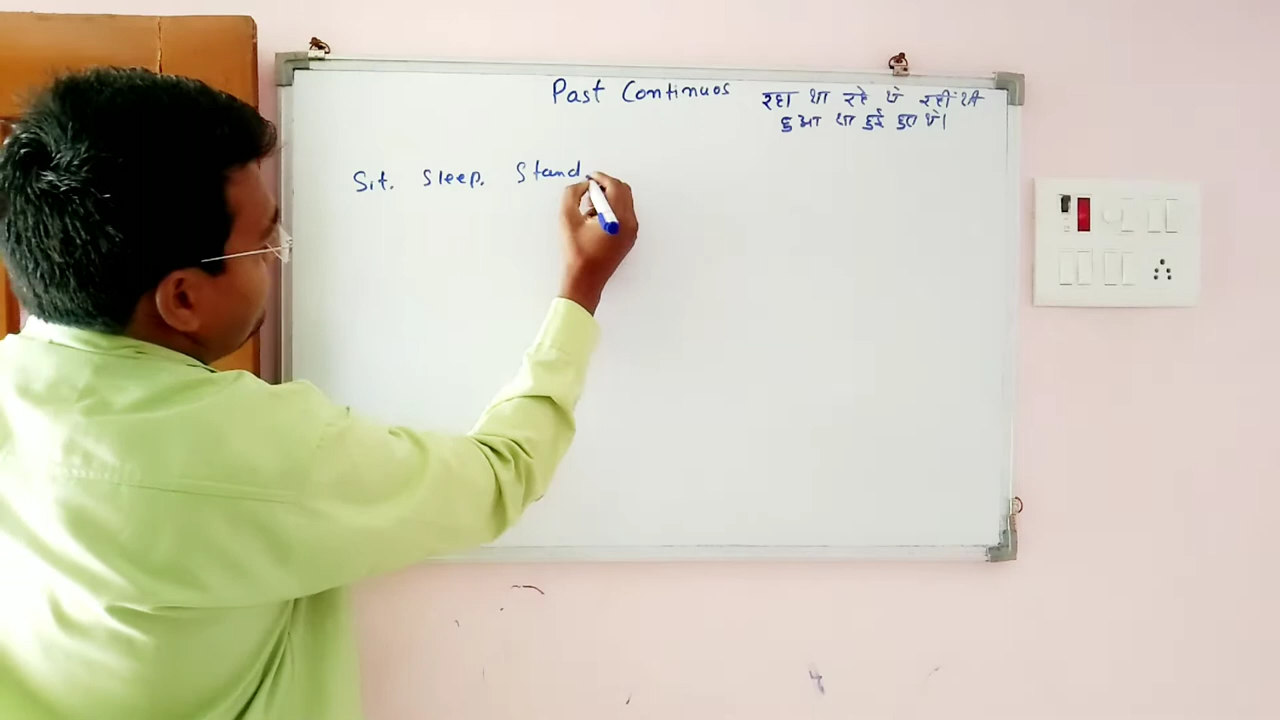 Past Continuos
रहा था रहे थे रहीं थी
हुआ था हुई हुए थे।
Sit. Sleep. Stand